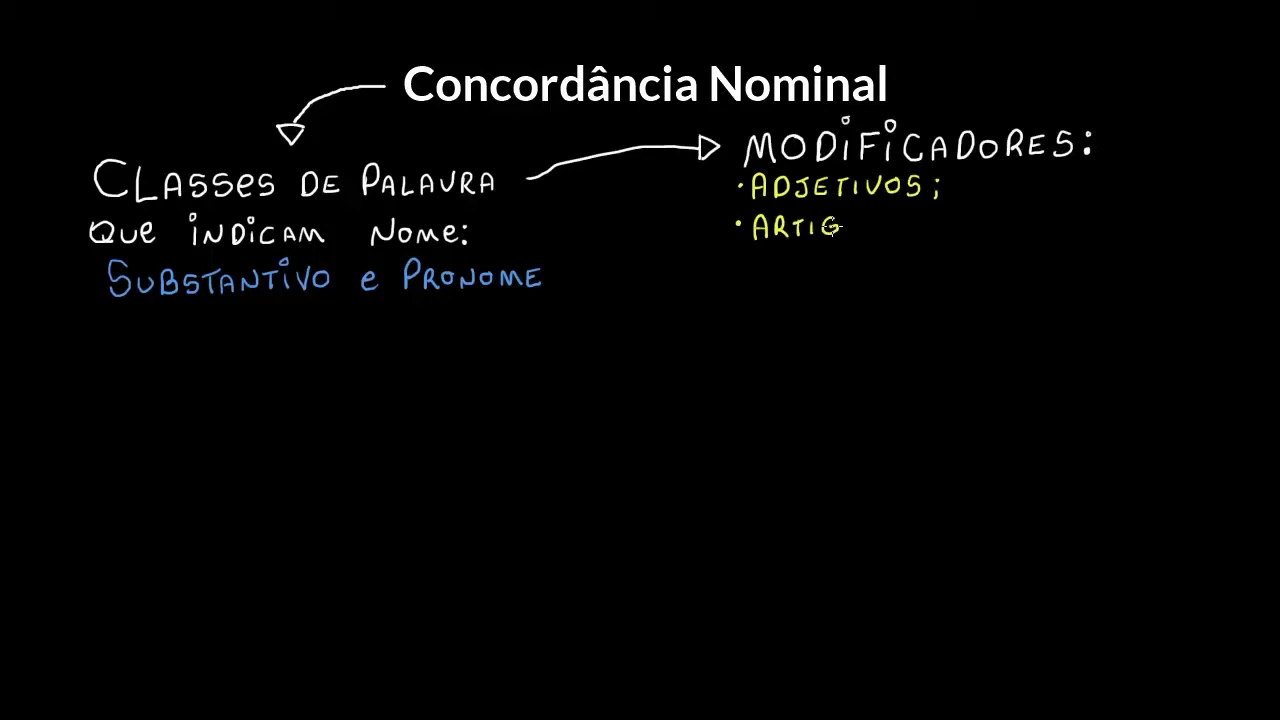 Concordância Nominal
CLASSES DE PALAVRA
QUE INDICAM NOME:
SUBSTANTIVO E PRONOME
MODIFICADORES:
· ADJETIVOS;
· ARTIG